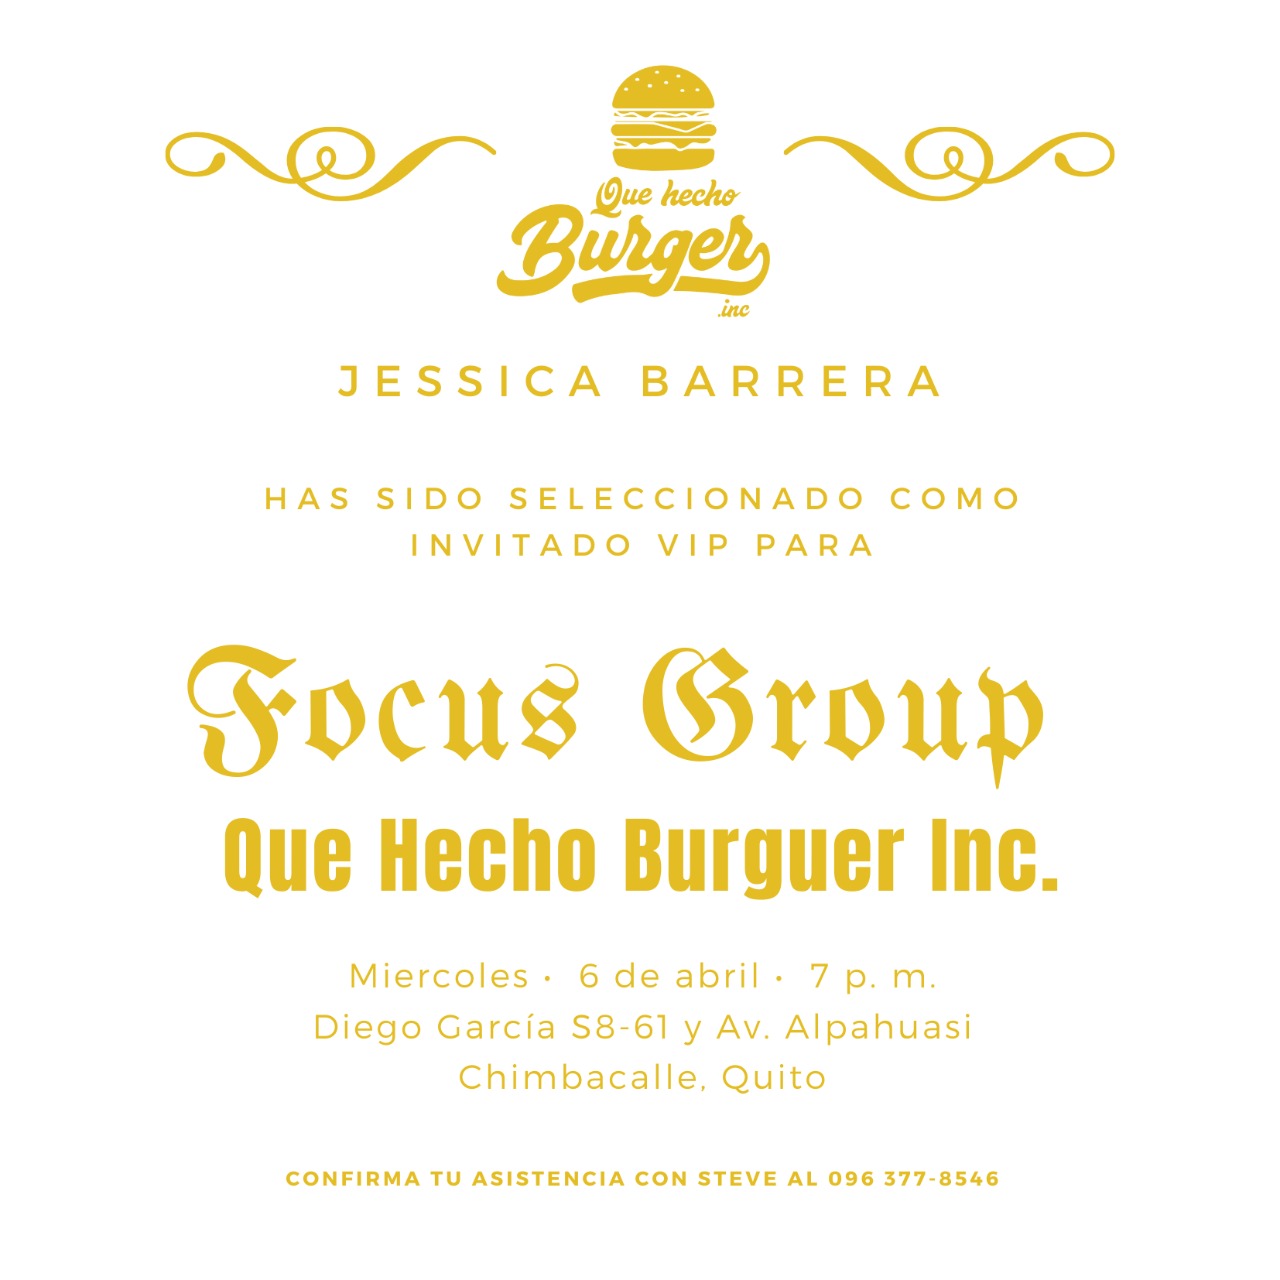 Que hecho
Burger
.inc
JESSICA BARRERA
HAS SIDO SELECCIONADO COMO
INVITADO VIP PARA
Focus Group
Que Hecho Burguer Inc.
Miercoles • 6 de abril • 7 p. m.
Diego García S8-61 y Av. Alpahuasi
Chimbacalle, Quito
CONFIRMA TU ASISTENCIA CON STEVE AL 096 377-8546